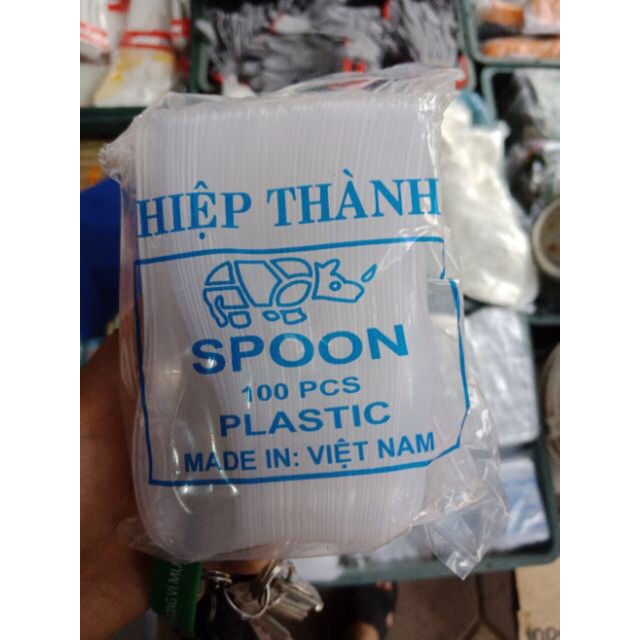 HIỆP THÀNH
SPOON
100 PCS
PLASTIC
MADE IN: VIỆT NAM